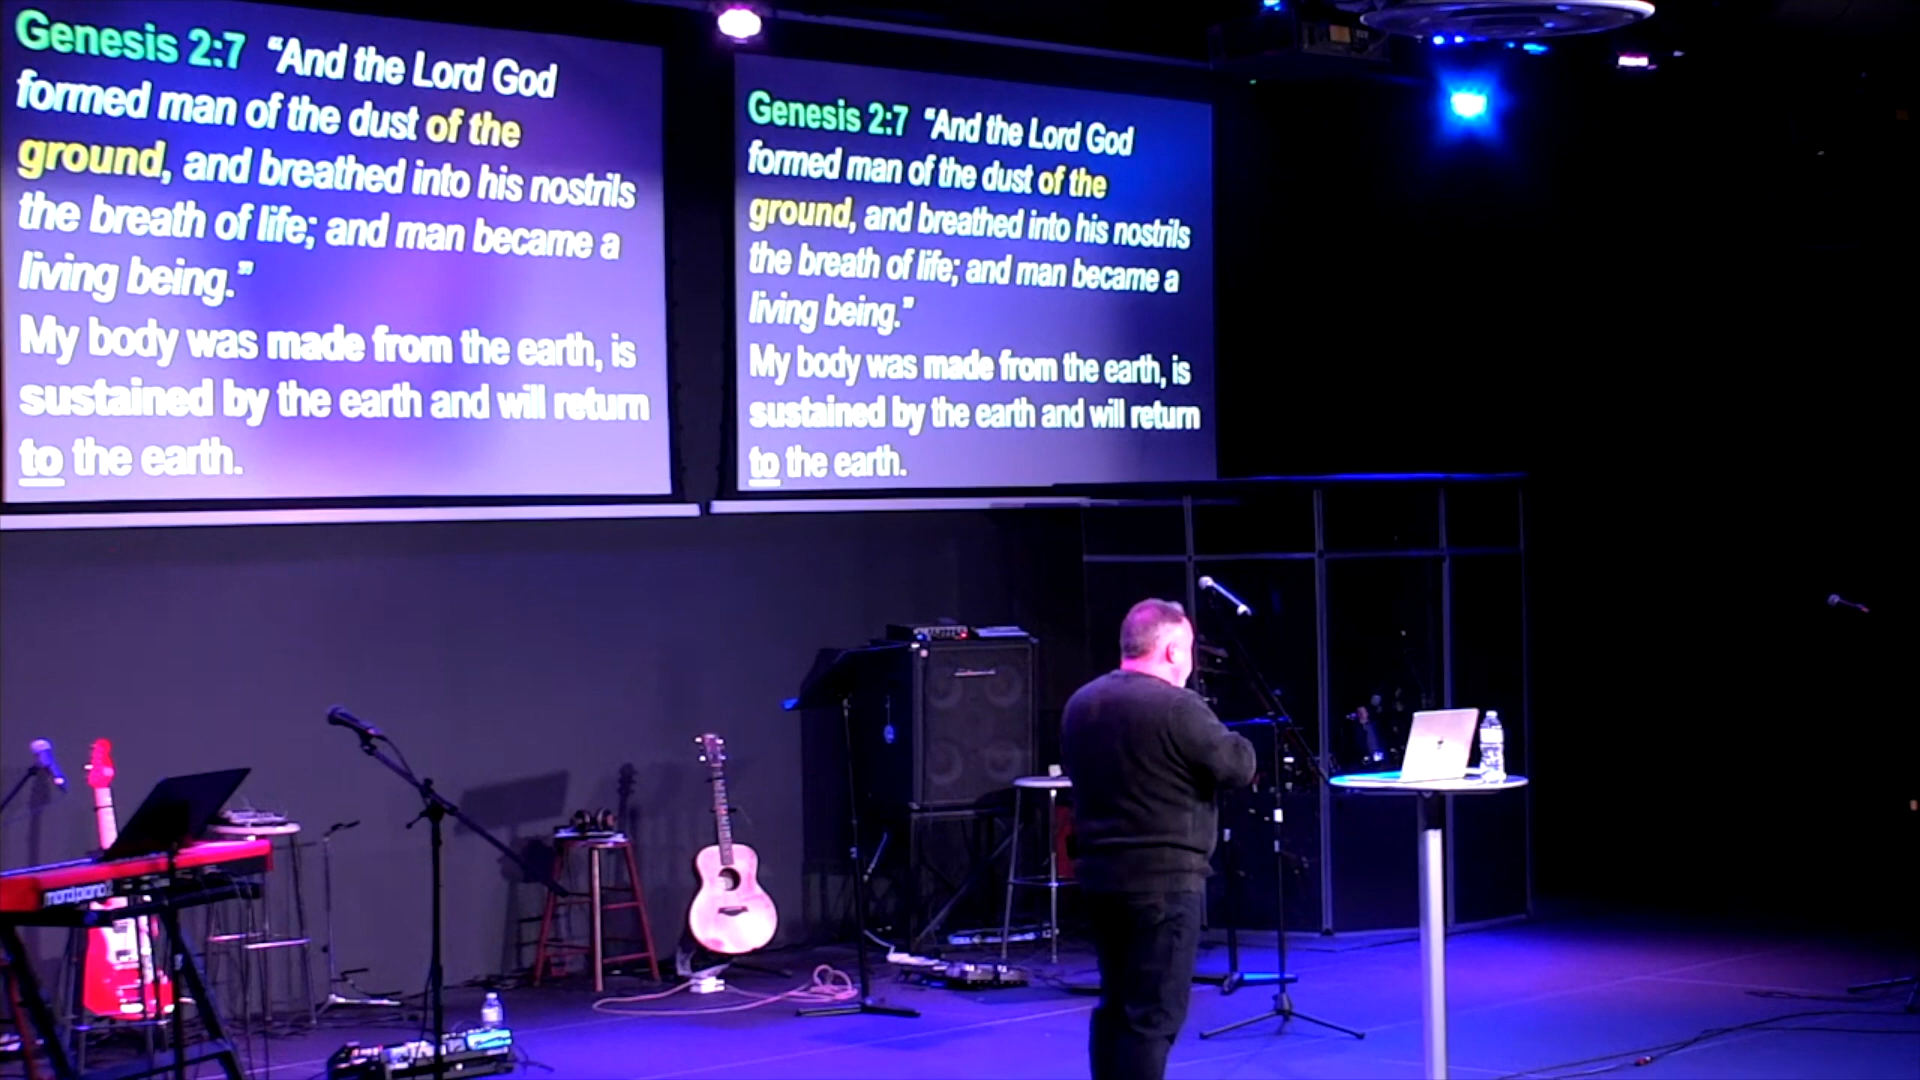 Genesis 2:7 “And the Lord God
formed man of the dust of the
ground, and breathed into his nostrils
the breath of life; and man became a
living being.”
My body was made from the earth, is
sustained by the earth and will return
to the earth.
Genesis 2:7 “And the Lord God
formed man of the dust of the
ground, and breathed into his nostrils
the breath of life; and man became a
living being.”
My body was made from the earth, is
sustained by the earth and will return
to the earth.
nord piano